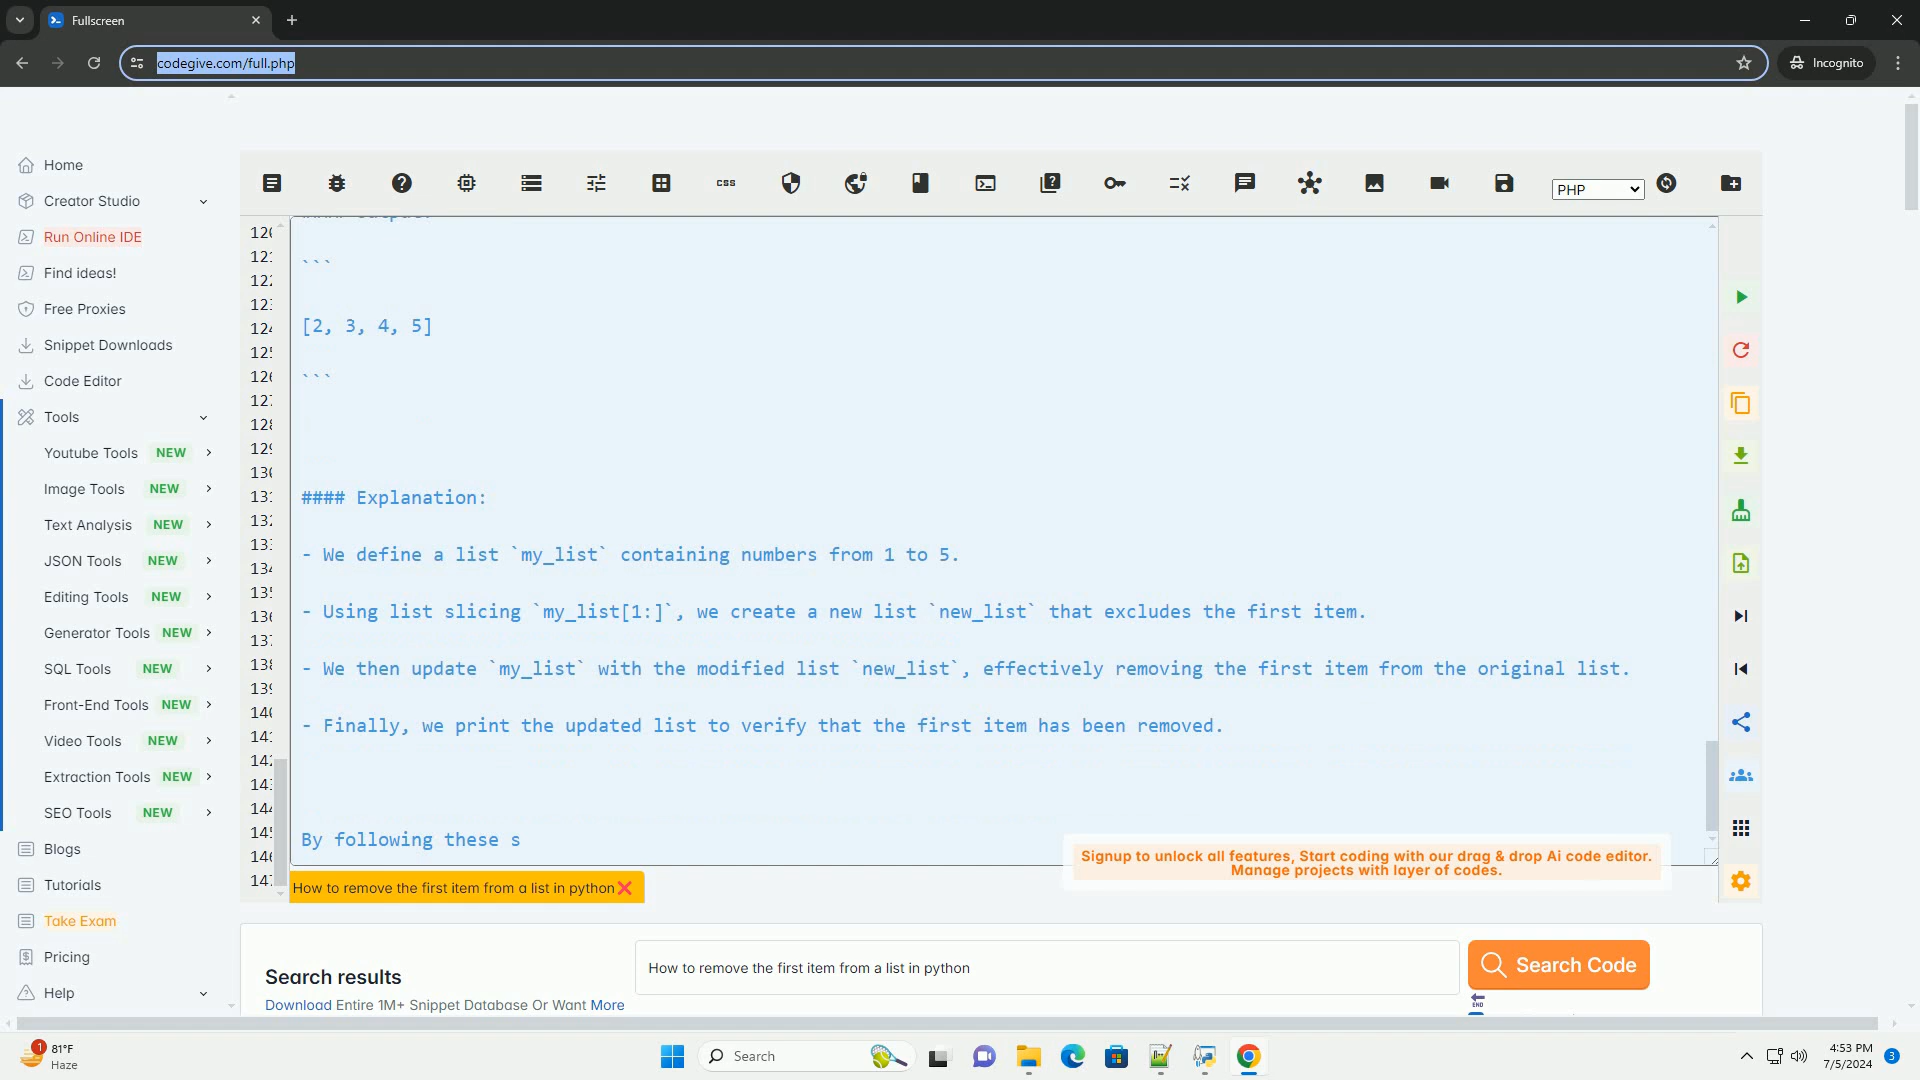 Fullscreen
codegive.com/full.php
Incognito
Home
Creator Studio
Run Online IDE
Find ideas!
Free Proxies
Snippet Downloads
Code Editor
Tools
Youtube Tools NEW
Image Tools NEW
Text Analysis NEW
JSON Tools NEW
Editing Tools NEW
Generator Tools NEW
SQL Tools NEW
Front-End Tools NEW
Video Tools NEW
Extraction Tools NEW
SEO Tools NEW
Blogs
Tutorials
Take Exam
Pricing
Help
css
PHP
```
[2, 3, 4, 5]
```
#### Explanation:
- We define a list `my_list` containing numbers from 1 to 5.
- Using list slicing `my_list[1:]`, we create a new list `new_list` that excludes the first item.
- We then update `my_list` with the modified list `new_list`, effectively removing the first item from the original list.
- Finally, we print the updated list to verify that the first item has been removed.
By following these s
Signup to unlock all features, Start coding with our drag & drop Ai code editor.
Manage projects with layer of codes.
How to remove the first item from a list in python
Search results
Download Entire 1M+ Snippet Database Or Want More
How to remove the first item from a list in python
Search Code
END
1
81°F
Haze
Search
4:53 PM
7/5/2024
3